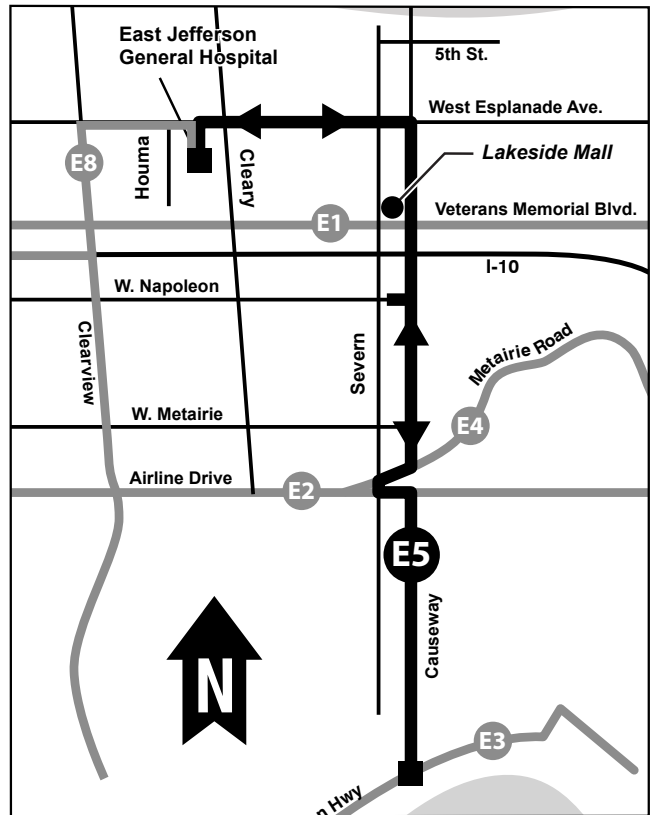 East Jefferson
General Hospital
5th St.
West Esplanade Ave.
E8
Houma
Cleary
Lakeside Mall
Veterans Memorial Blvd.
E1
I-10
W. Napoleon
Clearview
Severn
Metairie Road
W. Metairie
E4
Airline Drive
E2
E5
Causeway
N
E3
n Hwy